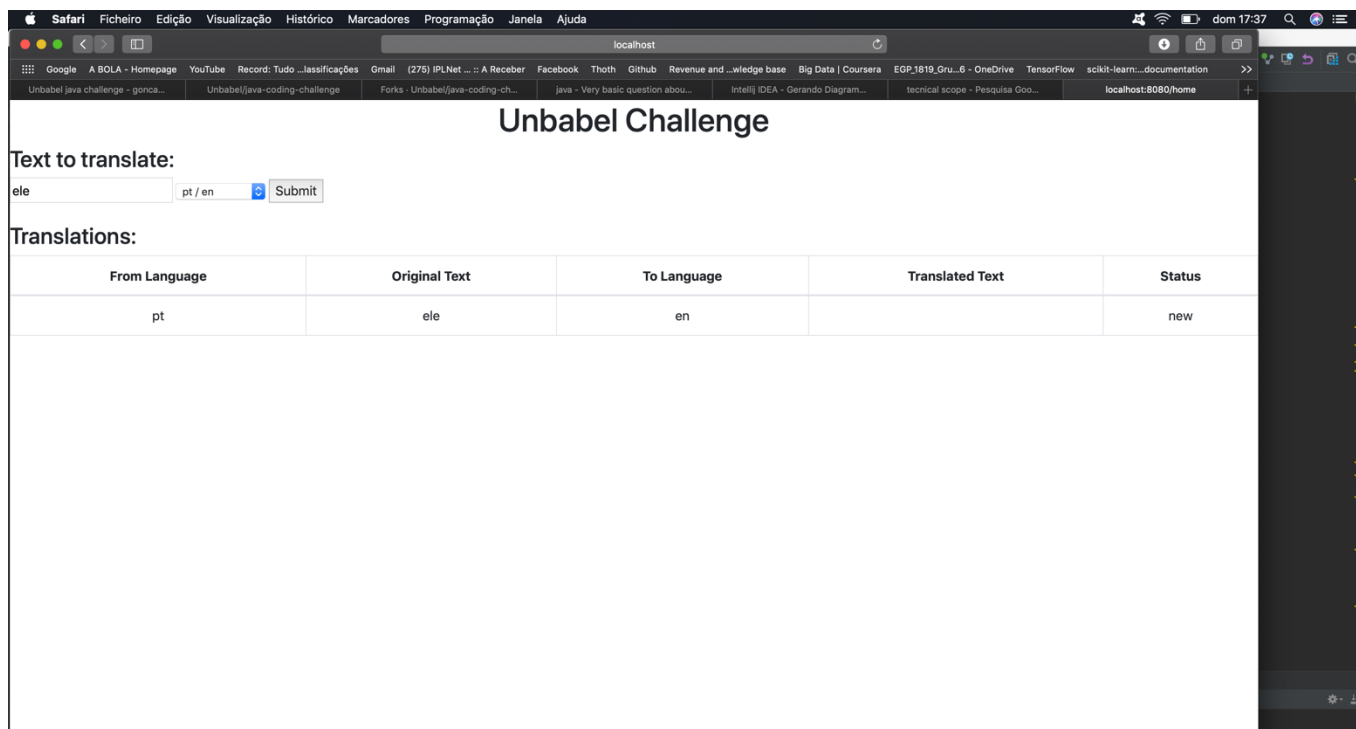 Safari Ficheiro Edição Visualização Histórico Marcadores Programação Janela Ajuda dom 17:37
localhost
Google A BOLA - Homepage YouTube Record: Tudo ...lassificações Gmail (275) IPLNet ... :: A Receber Facebook Thoth Github Revenue and ...wledge base Big Data | Coursera EGP_1819_Gru...6 - OneDrive TensorFlow scikit-learn:...documentation >>
Unbabel java challenge - gonca... Unbabel/java-coding-challenge Forks · Unbabel/java-coding-ch... java - Very basic question abou... Intellij IDEA - Gerando Diagram... tecnical scope - Pesquisa Goo... localhost:8080/home +
Unbabel Challenge
Text to translate:
ele pt / en Submit
Translations:
From Language Original Text To Language Translated Text Status
pt ele en new